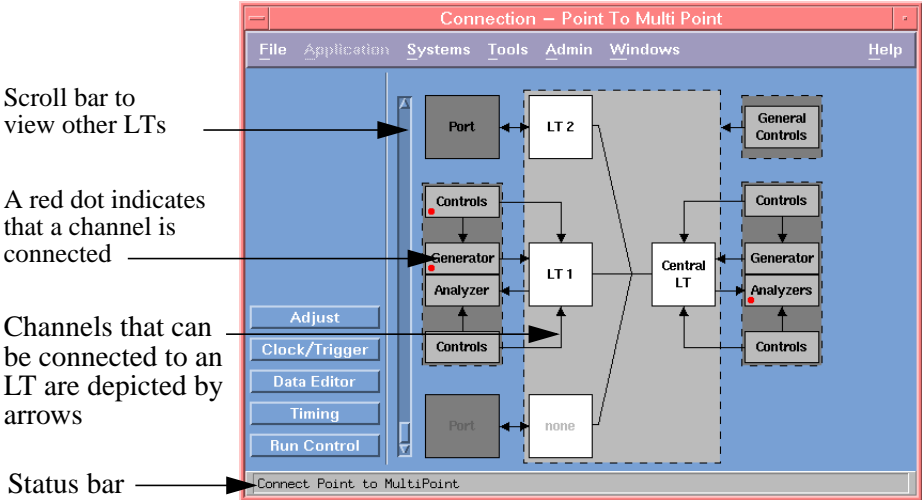 Connection – Point To Multi Point
File Application Systems Tools Admin Windows Help
Scroll bar to
view other LTs
A red dot indicates
that a channel is
connected
Channels that can
be connected to an
LT are depicted by
arrows
Status bar
Adjust
Clock/Trigger
Data Editor
Timing
Run Control
Port
LT 2
General
Controls
Controls
Generator
Analyzer
Controls
LT 1
Central
LT
Controls
Generator
Analyzers
Controls
Port
none
Connect Point to MultiPoint